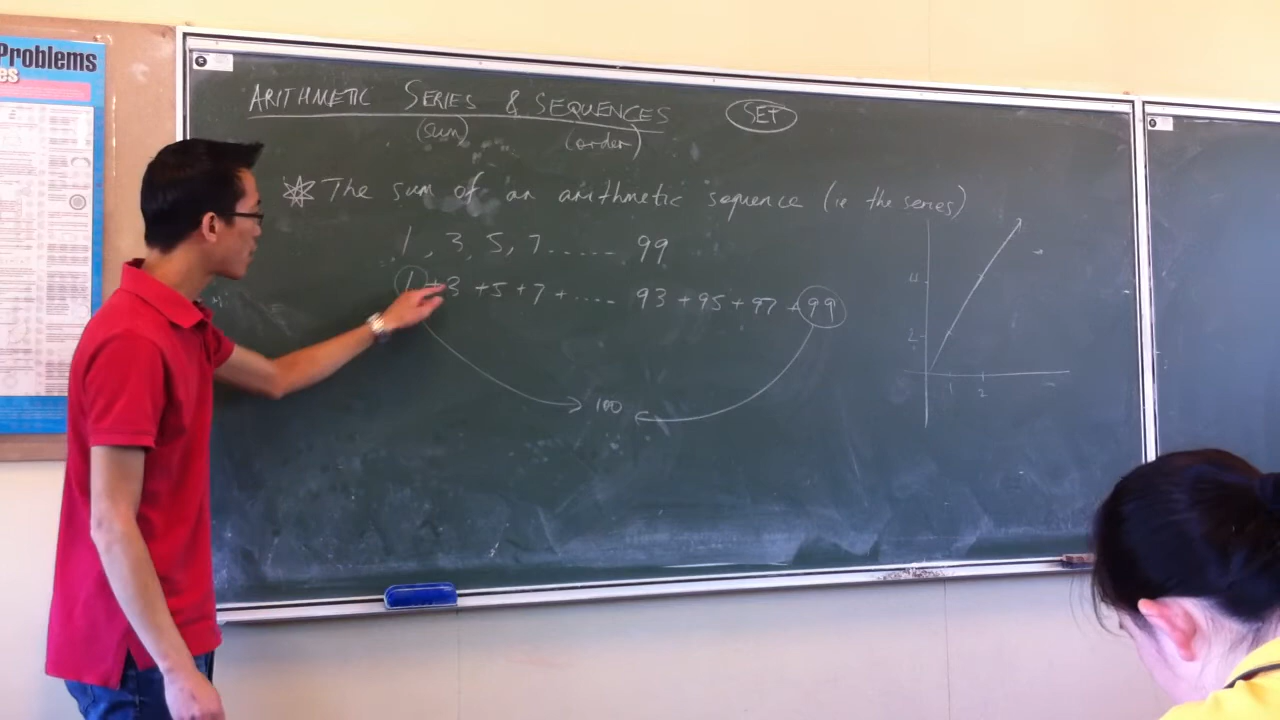 Problems
es
ARITHMETIC SERIES & SEQUENCES SET
(sum) (order)
The sum of an arithmetic sequence (ie the series)
1, 3, 5, 7...... 99
1 + 3 + 5 + 7 + ..... 93 + 95 + 97 + 99
100
4
2
1 2